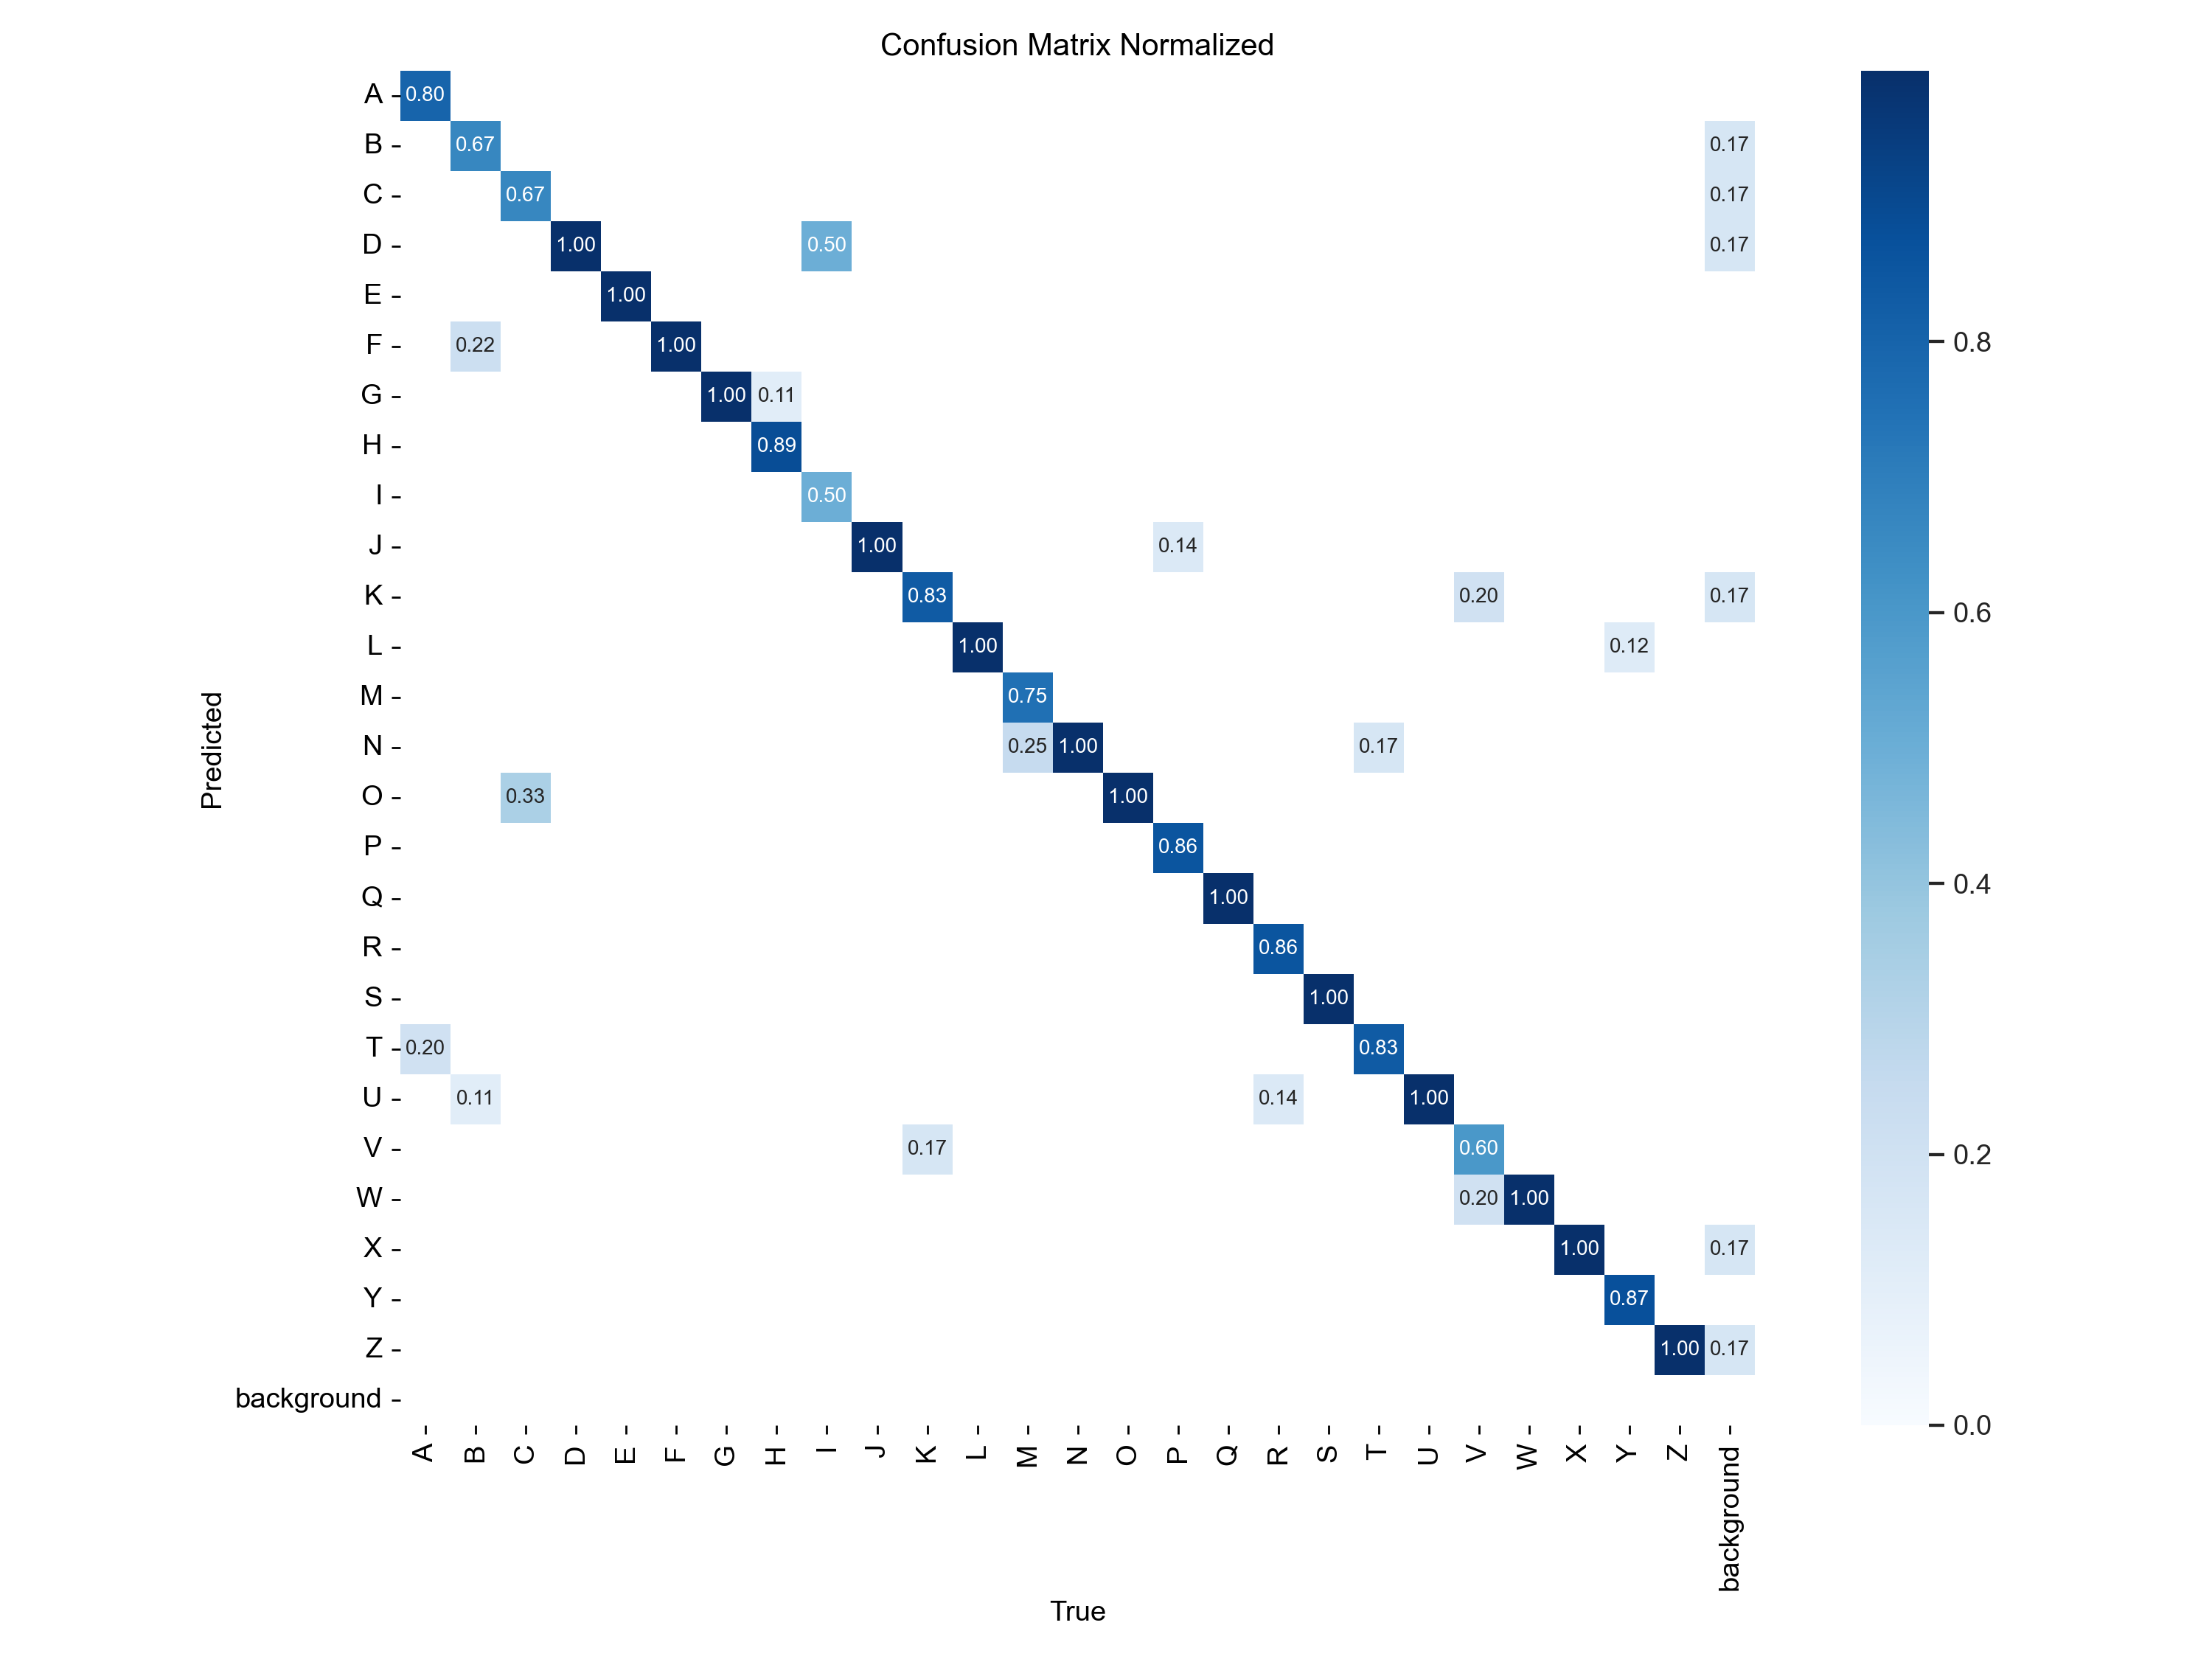 Confusion Matrix Normalized
A 0.80
B 0.67 0.17
C 0.67 0.17
D 1.00 0.50 0.17
E 1.00
F 0.22 1.00
G 1.00 0.11
H 0.89
I 0.50
J 1.00 0.14
K 0.83 0.20 0.17
L 1.00 0.12
M 0.75
N 0.25 1.00 0.17
O 0.33 1.00
P 0.86
Q 1.00
R 0.86
S 1.00
T 0.20 0.83
U 0.11 0.14 1.00
V 0.17 0.60
W 0.20 1.00
X 1.00 0.17
Y 0.87
Z 1.00 0.17
background
Predicted
A B C D E F G H I J K L M N O P Q R S T U V W X Y Z background
True
0.8
0.6
0.4
0.2
0.0